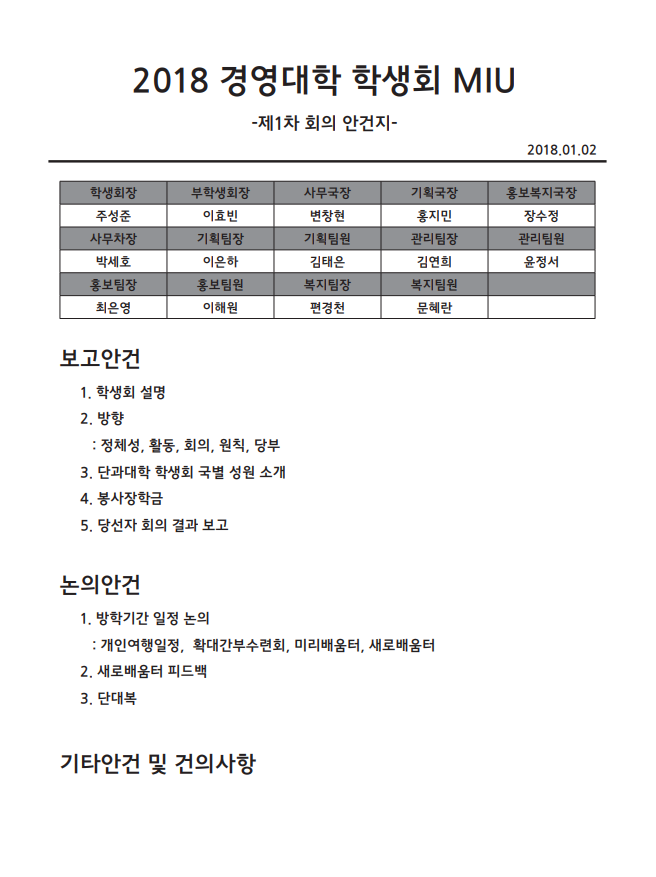 2018 경영대학 학생회 MIU
-제1차 회의 안건지-
2018.01.02
학생회장 부학생회장 사무국장 기획국장 홍보복지국장
주성준 이효빈 변창현 홍지민 장수정
사무차장 기획팀장 기획팀원 관리팀장 관리팀원
박세호 이은하 김태은 김연희 윤정서
홍보팀장 홍보팀원 복지팀장 복지팀원
최은영 이해원 편경천 문혜란
보고안건
1. 학생회 설명
2. 방향
: 정체성, 활동, 회의, 원칙, 당부
3. 단과대학 학생회 국별 성원 소개
4. 봉사장학금
5. 당선자 회의 결과 보고
논의안건
1. 방학기간 일정 논의
: 개인여행일정, 확대간부수련회, 미리배움터, 새로배움터
2. 새로배움터 피드백
3. 단대복
기타안건 및 건의사항